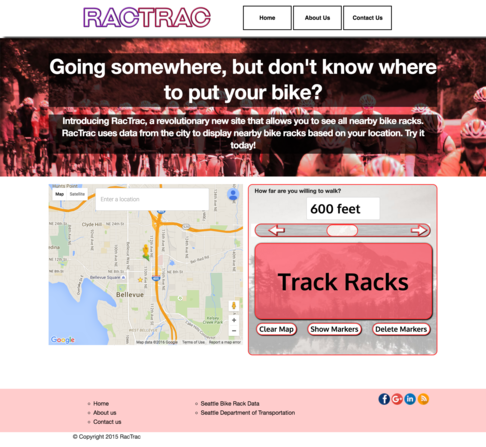 RACTRAC
Home
About Us
Contact Us
Going somewhere, but don't know where
to put your bike?
Introducing RacTrac, a revolutionary new site that allows you to see all nearby bike racks.
RacTrac uses data from the city to display nearby bike racks based on your location. Try it
today!
Map
Satellite
Enter a location
Clyde Hill
Bellevue Square
Bellevue
Kelsey
Creek Park
Google
Map data ©2015 Google
Terms of Use
Report a map error
How far are you willing to walk?
600 feet
Track Racks
Clear Map
Show Markers
Delete Markers
Home
About us
Contact us
Seattle Bike Rack Data
Seattle Department of Transportation
© Copyright 2015 RacTrac